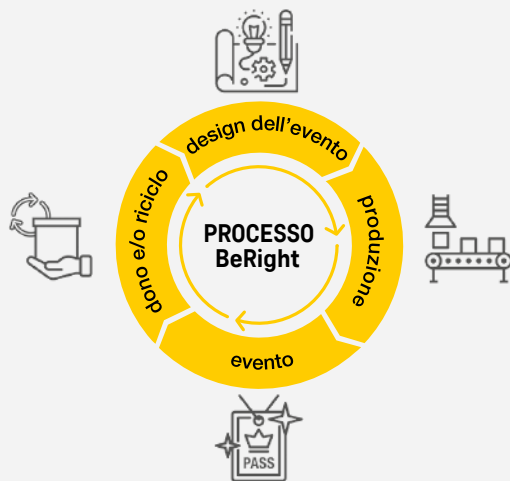 design dell'evento
produzione
evento
dono e/o riciclo
PROCESSO
BeRight
PASS